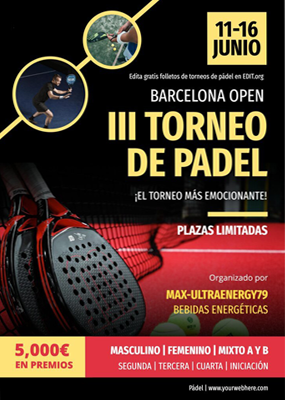 11-16
JUNIO
Edita gratis folletos de torneos de pádel en EDIT.org
BARCELONA OPEN
III TORNEO
DE PADEL
¡EL TORNEO MÁS EMOCIONANTE!
PLAZAS LIMITADAS
Organizado por
MAX-ULTRAENERGY79
BEBIDAS ENERGÉTICAS
5,000€
EN PREMIOS
MASCULINO | FEMENINO | MIXTO A Y B
SEGUNDA | TERCERA | CUARTA | INICIACIÓN
Pádel | www.yourwebhere.com